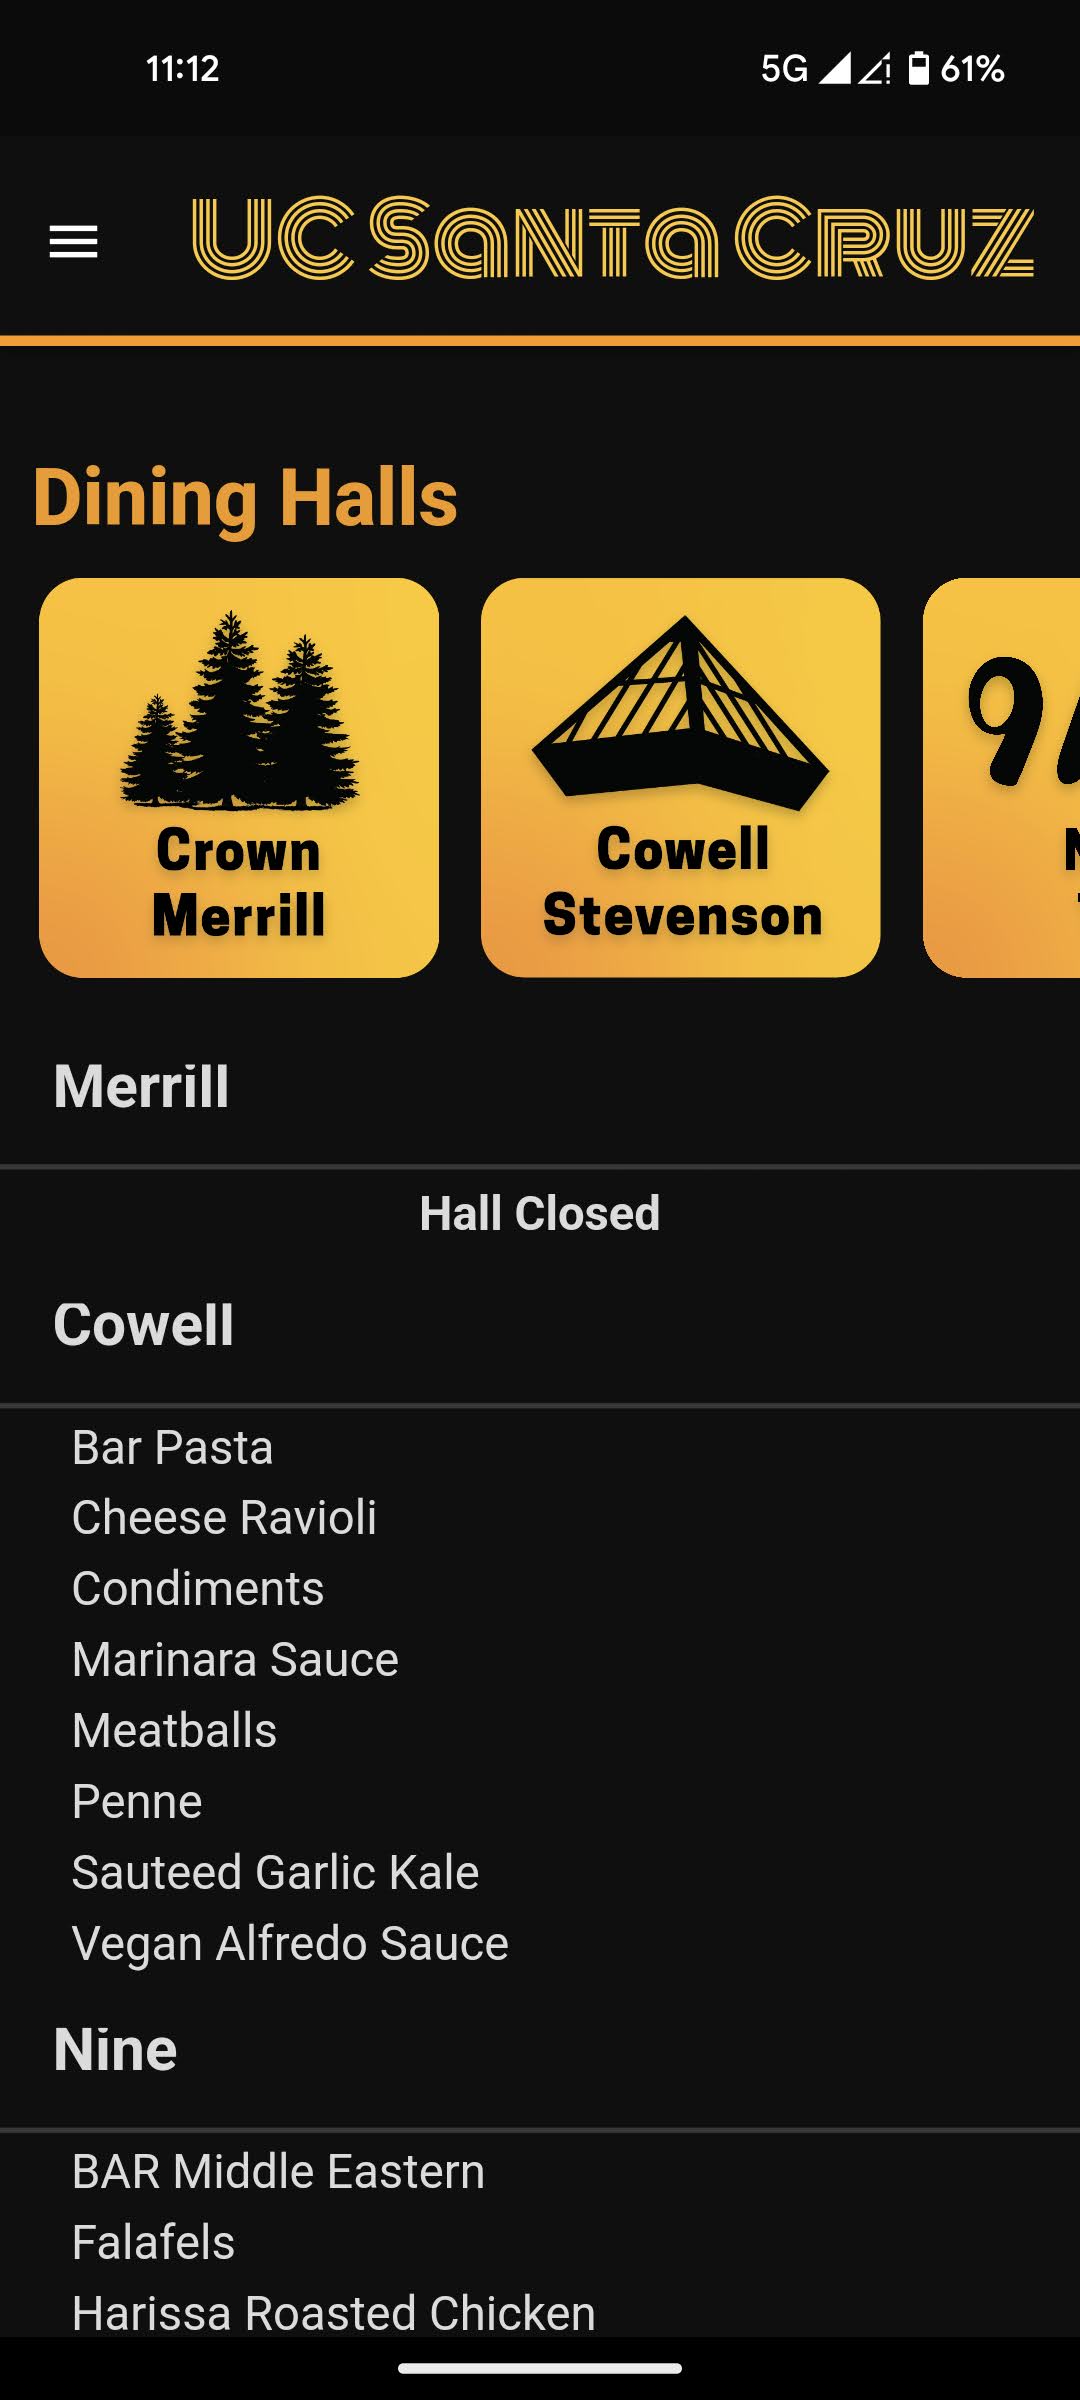 11:12 5G 61%
UC Santa Cruz
Dining Halls
Crown
Merrill
Cowell
Stevenson
Merrill
Hall Closed
Cowell
Bar Pasta
Cheese Ravioli
Condiments
Marinara Sauce
Meatballs
Penne
Sauteed Garlic Kale
Vegan Alfredo Sauce
Nine
BAR Middle Eastern
Falafels
Harissa Roasted Chicken